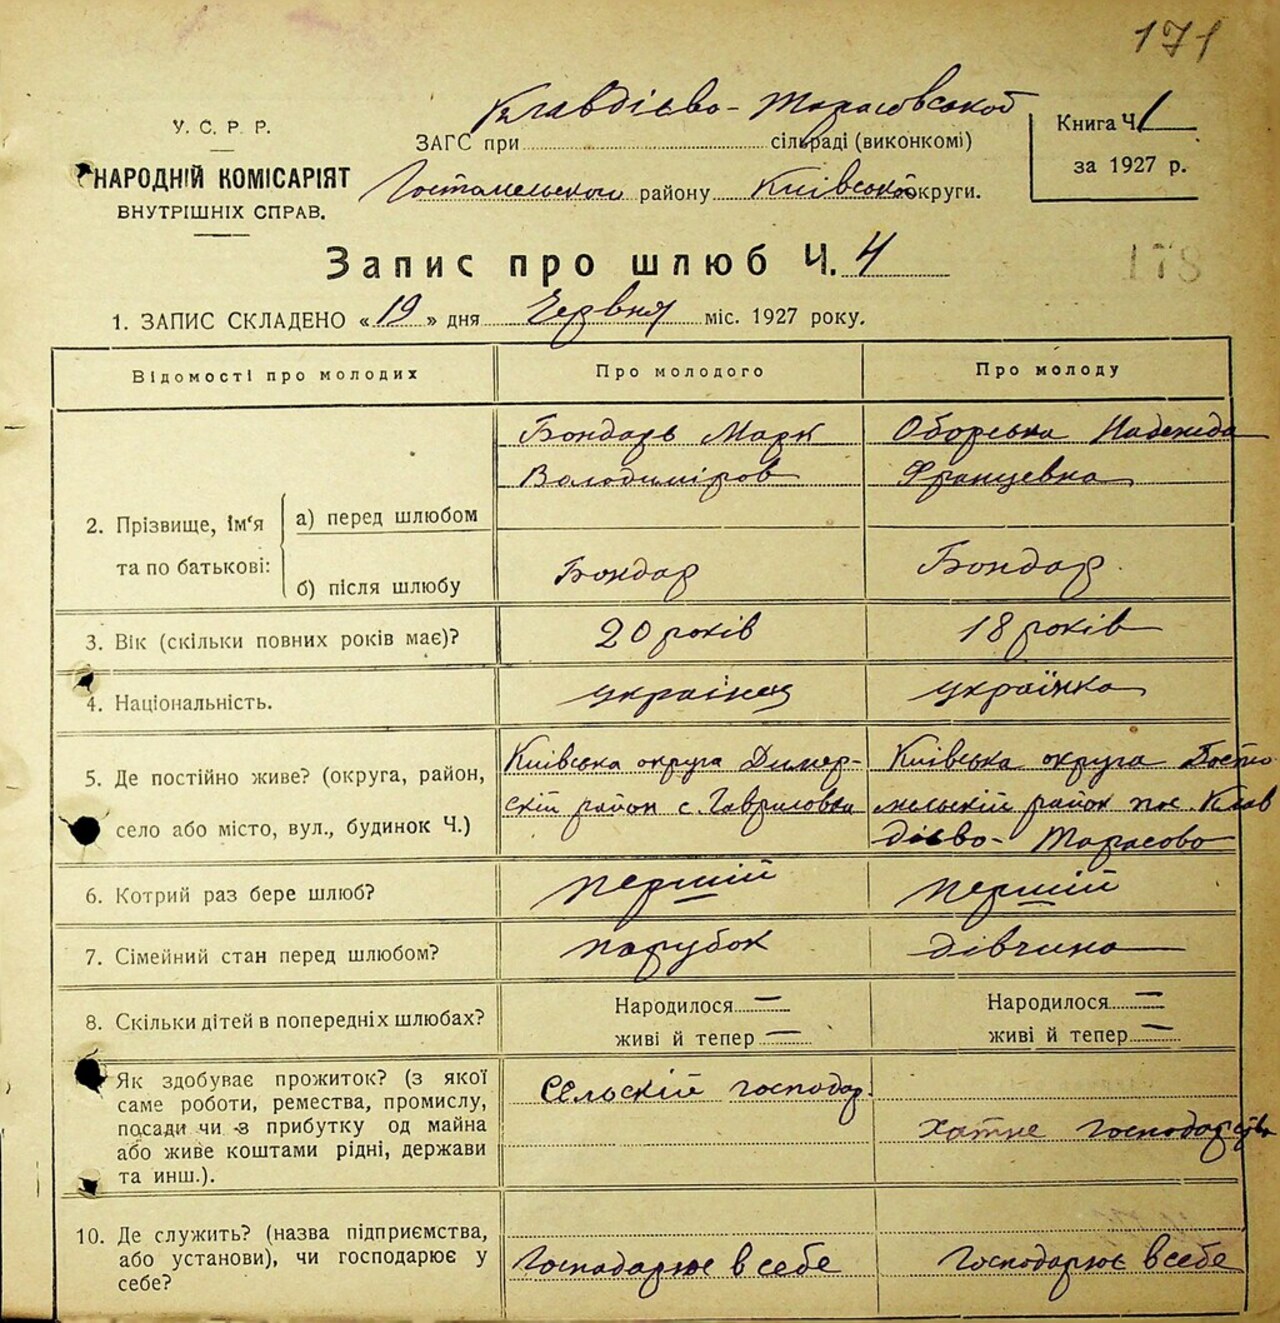 171
У. С. Р. Р.
НАРОДНІЙ КОМІСАРІЯТ
ВНУТРІШНІХ СПРАВ.
Клавдієво-Тарасовськой
ЗАГС при сільраді (виконкомі)
Гостомельскои району Київськой округи.
Книга Ч. 1
за 1927 р.
Запис про шлюб Ч. 4
178
1. ЗАПИС СКЛАДЕНО «19» дня Червня міс. 1927 року.
Відомості про молодих Про молодого Про молоду
Бондарь Марк Оборська Надежда
Володиміров Францевна
2. Прізвище, ім'я а) перед шлюбом
та по батькові: б) після шлюбу Бондар Бондар.
3. Вік (скільки повних років має)? 20 років 18 років
4. Національність. українец українка
5. Де постійно живе? (округа, район, Київська округа Димер- Київська округа Госто
село або місто, вул., будинок Ч.) скій район с. Гавриловка мельскій район пос. Клав
дієво- Тарасово
6. Котрий раз бере шлюб? перший перший
7. Сімейний стан перед шлюбом? парубок дівчина
8. Скільки дітей в попередніх шлюбах? Народилося — Народилося —
живі й тепер — живі й тепер —
Як здобуває прожиток? (з якої Сельскій господар.
саме роботи, ремества, промислу,
посади чи з прибутку од майна Хатне господарство
або живе коштами рідні, держави
та инш.).
10. Де служить? (назва підприємства,
або установи), чи господарює у Господарює в себе Господарює в себе
себе?